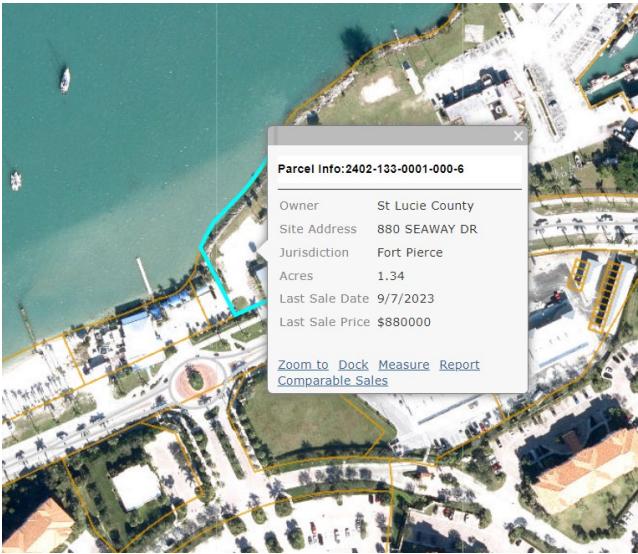 ×
Parcel Info:2402-133-0001-000-6
Owner St Lucie County
Site Address 880 SEAWAY DR
Jurisdiction Fort Pierce
Acres 1.34
Last Sale Date 9/7/2023
Last Sale Price $880000
Zoom to Dock Measure Report
Comparable Sales